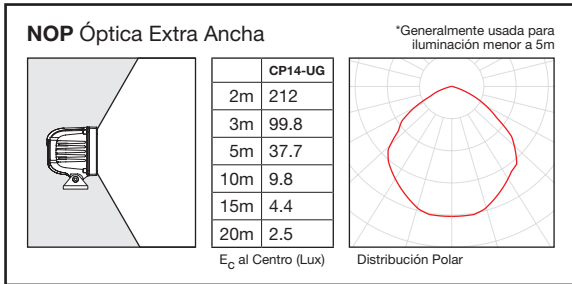 NOP Óptica Extra Ancha
*Generalmente usada para
iluminación menor a 5m
CP14-UG
2m 212
3m 99.8
5m 37.7
10m 9.8
15m 4.4
20m 2.5
EC al Centro (Lux)
Distribución Polar